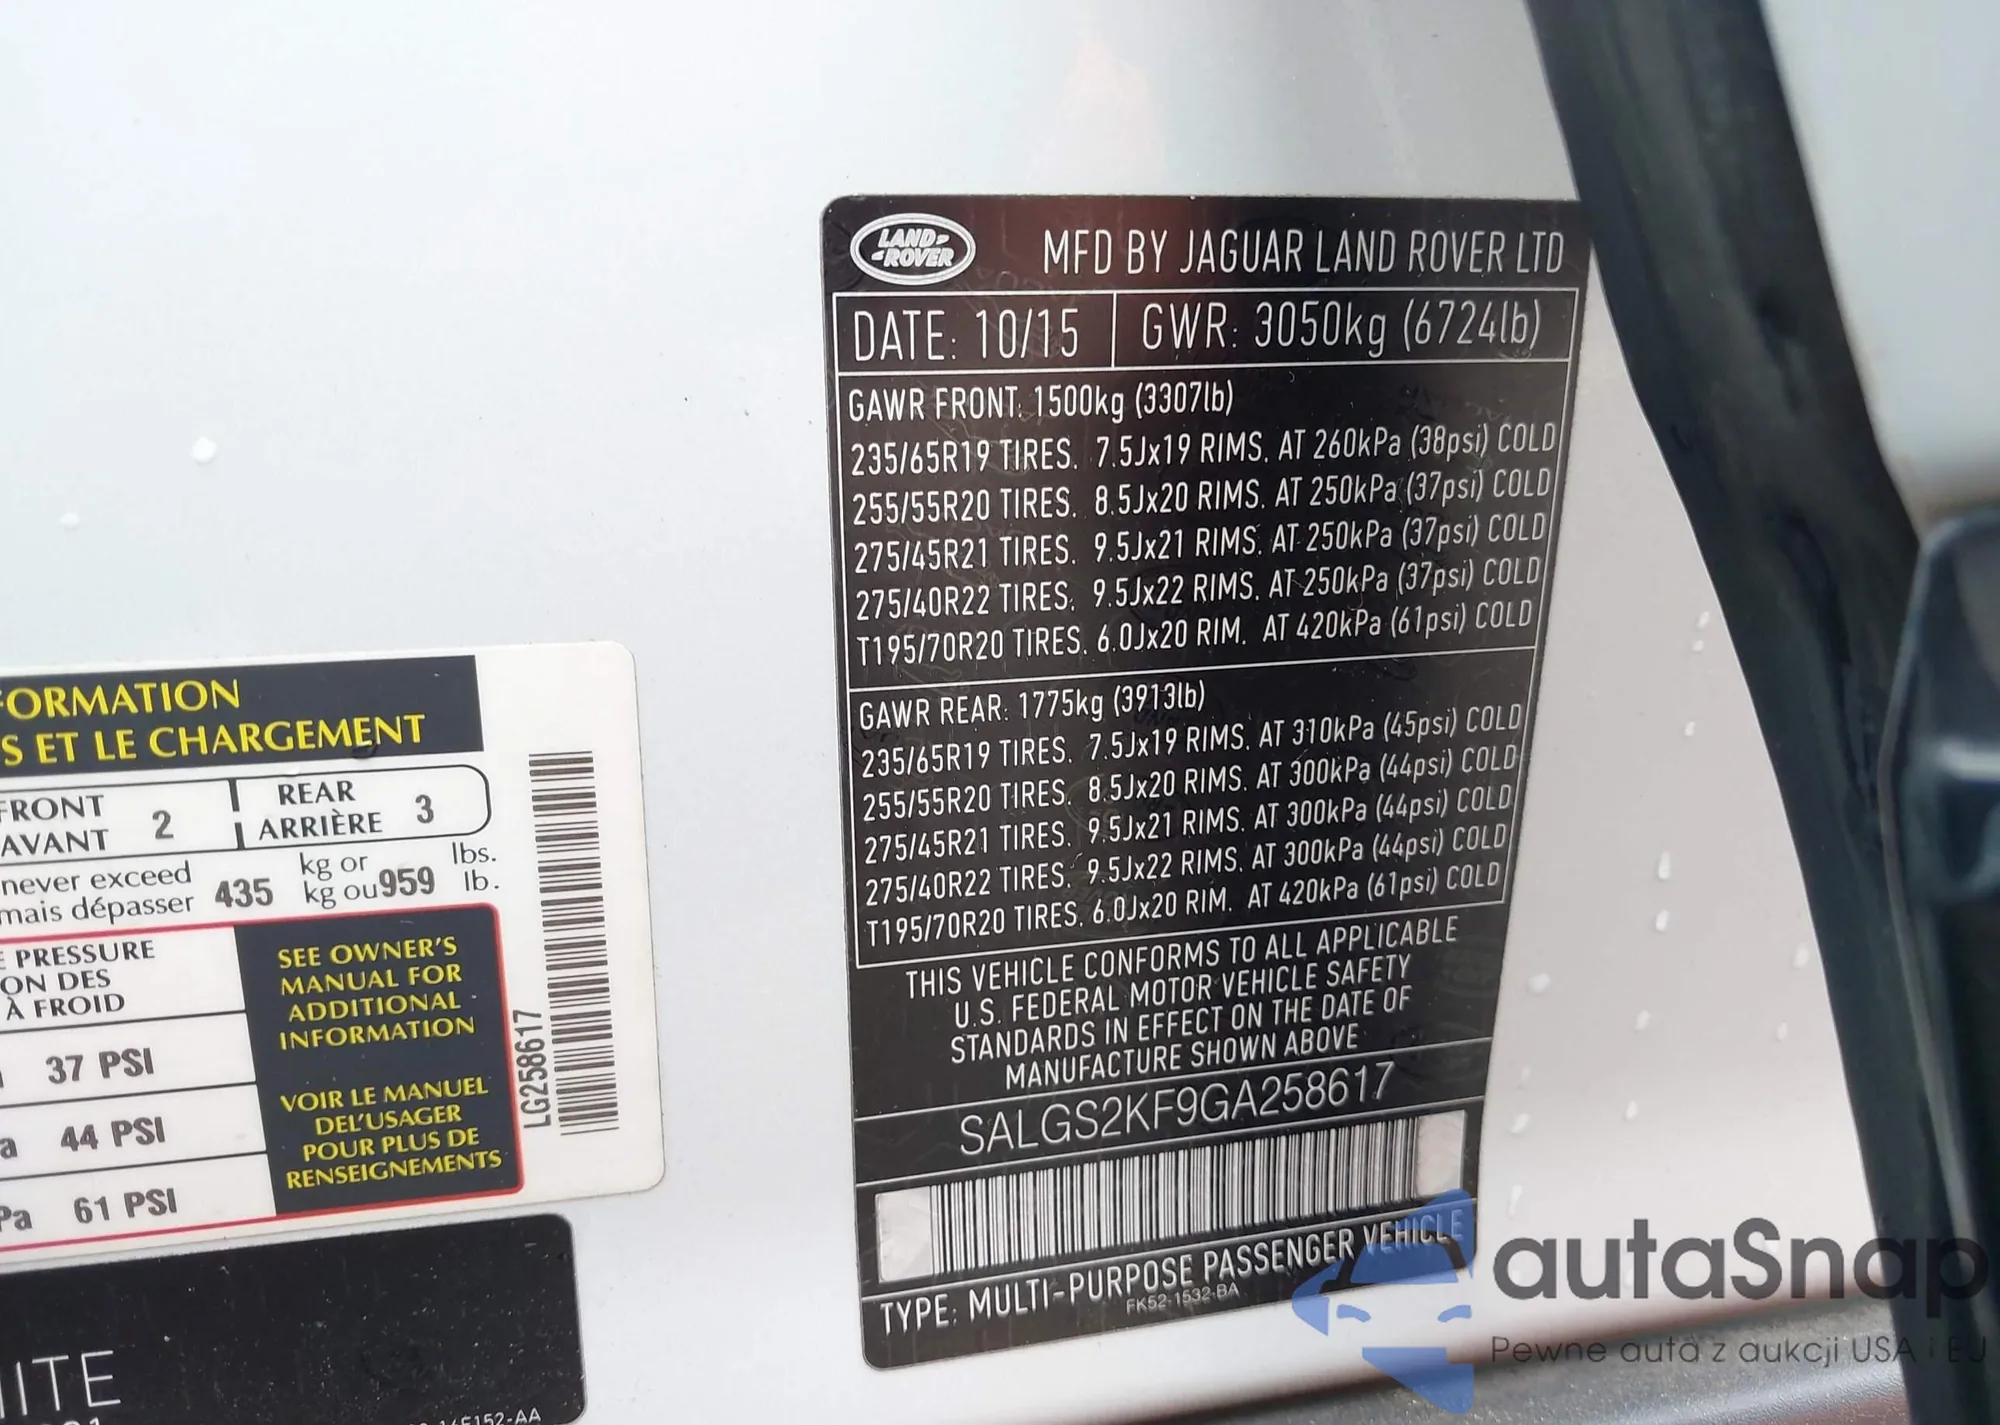 LAND-
-ROVER
MFD BY JAGUAR LAND ROVER LTD
DATE: 10/15 GWR: 3050kg (6724lb)
GAWR FRONT: 1500kg (3307lb)
235/65R19 TIRES. 7.5Jx19 RIMS. AT 260kPa (38psi) COLD
255/55R20 TIRES. 8.5Jx20 RIMS. AT 250kPa (37psi) COLD
275/45R21 TIRES. 9.5Jx21 RIMS. AT 250kPa (37psi) COLD
275/40R22 TIRES. 9.5Jx22 RIMS. AT 250kPa (37psi) COLD
T195/70R20 TIRES. 6.0Jx20 RIM. AT 420kPa (61psi) COLD
GAWR REAR: 1775kg (3913lb)
235/65R19 TIRES. 7.5Jx19 RIMS. AT 310kPa (45psi) COLD
255/55R20 TIRES. 8.5Jx20 RIMS. AT 300kPa (44psi) COLD
275/45R21 TIRES. 9.5Jx21 RIMS. AT 300kPa (44psi) COLD
275/40R22 TIRES. 9.5Jx22 RIMS. AT 300kPa (44psi) COLD
T195/70R20 TIRES. 6.0Jx20 RIM. AT 420kPa (61psi) COLD
THIS VEHICLE CONFORMS TO ALL APPLICABLE
U.S. FEDERAL MOTOR VEHICLE SAFETY
STANDARDS IN EFFECT ON THE DATE OF
MANUFACTURE SHOWN ABOVE
SALGS2KF9GA258617
TYPE: MULTI-PURPOSE PASSENGER VEHICLE
FK52-1532-BA
FORMATION
S ET LE CHARGEMENT
FRONT
AVANT 2
REAR
ARRIÈRE 3
never exceed
mais dépasser 435 kg or
kg ou 959 lbs.
lb.
E PRESSURE
ON DES
À FROID
37 PSI
a 44 PSI
Pa 61 PSI
SEE OWNER'S
MANUAL FOR
ADDITIONAL
INFORMATION
VOIR LE MANUEL
DEL'USAGER
POUR PLUS DE
RENSEIGNEMENTS
LG258617
ITE
14F152-AA
autaSnap
Pewne auta z aukcji USA i EU